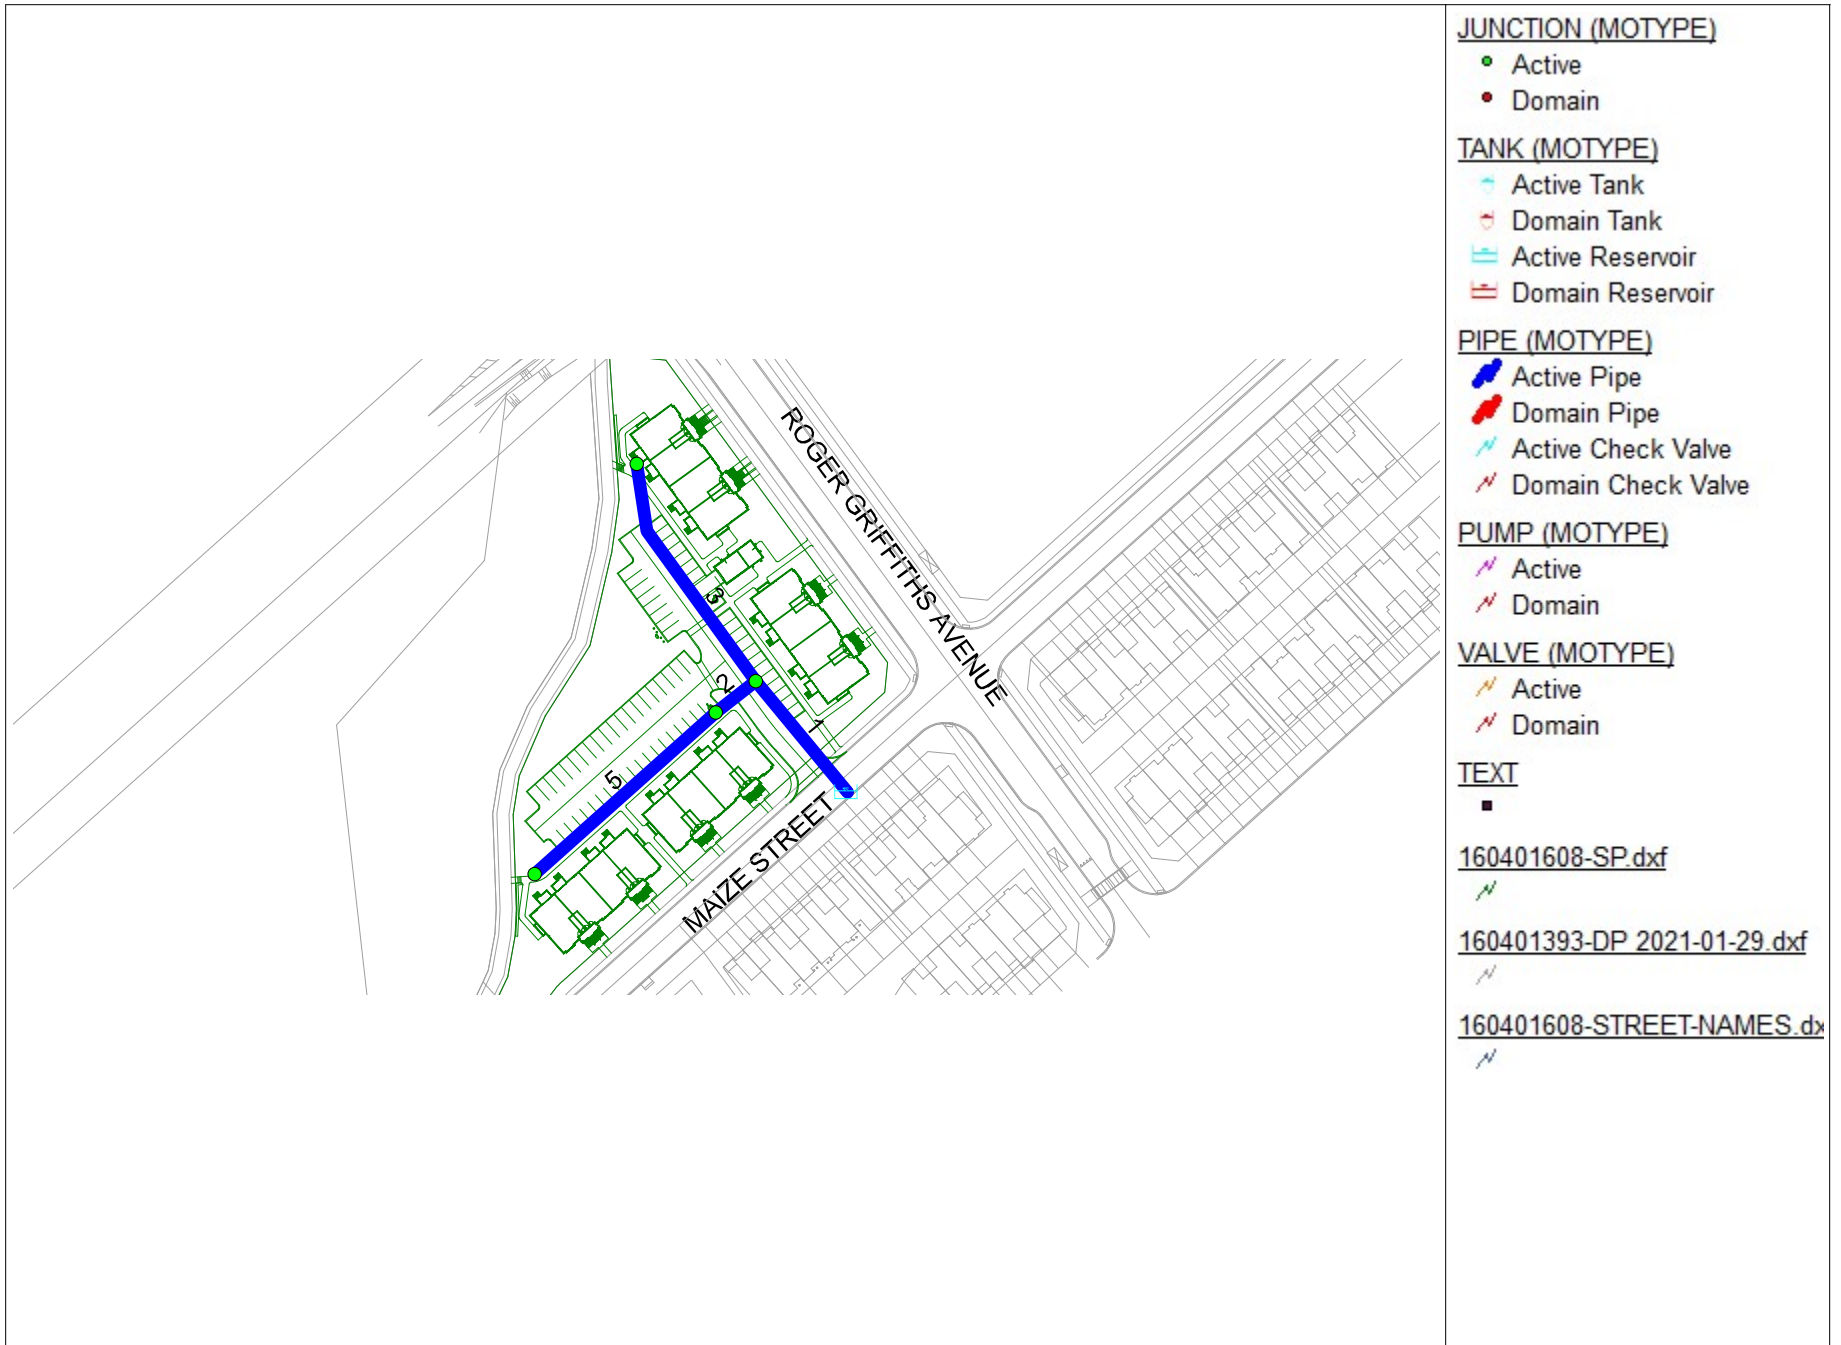 JUNCTION (MOTYPE)
Active
Domain
TANK (MOTYPE)
Active Tank
Domain Tank
Active Reservoir
Domain Reservoir
PIPE (MOTYPE)
Active Pipe
Domain Pipe
Active Check Valve
Domain Check Valve
PUMP (MOTYPE)
Active
Domain
VALVE (MOTYPE)
Active
Domain
TEXT
160401608-SP.dxf
160401393-DP 2021-01-29.dxf
160401608-STREET-NAMES.dx
ROGER GRIFFITHS AVENUE
3
2
1
5
MAIZE STREET